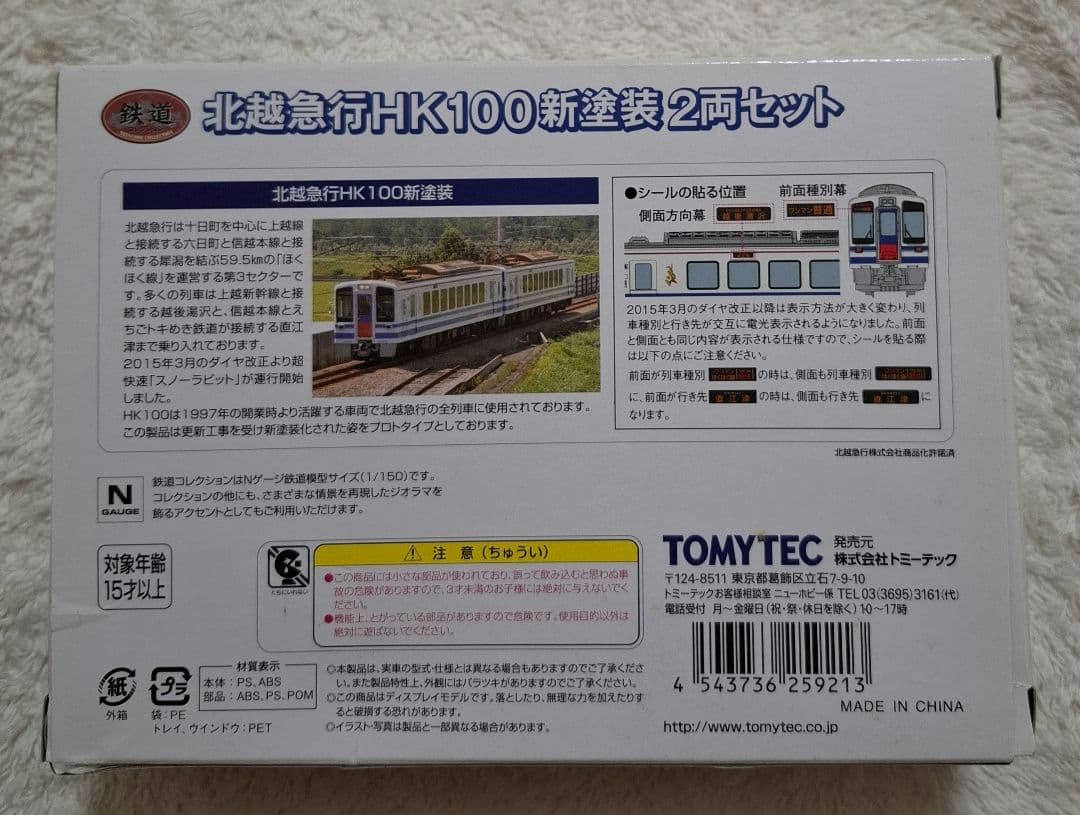 鉄道
北越急行HK100新塗装 2両セット
北越急行HK100新塗装
北越急行は十日町を中心に上越線
と接続する六日町と信越本線と接
続する犀潟を結ぶ59.5kmの「ほく
ほく線」を運営する第3セクターで
す。多くの列車は上越新幹線と接
続する越後湯沢と、信越本線とえ
ちごトキめき鉄道が接続する直江
津まで乗り入れております。
2015年3月のダイヤ改正より超
快速「スノーラビット」が運行開始
しました。
HK100は1997年の開業時より活躍する車両で北越急行の全列車に使用されております。
この製品は更新工事を受け新塗装化された姿をプロトタイプとしております。
●シールの貼る位置 前面種別幕
側面方向幕 越後湯沢 ワンマン 普通
2015年3月のダイヤ改正以降は表示方法が大きく変わり、列
車種別と行き先が交互に電光表示されるようになりました。前面
と側面とも同じ内容が表示される仕様ですので、シールを貼る際
は以下の点にご注意ください。
前面が列車種別 の時は、側面も列車種別
に、前面が行き先 直江津 の時は、側面も行き先 直江津 に
なります。
北越急行株式会社商品化許諾済
N
GAUGE
鉄道コレクションはNゲージ鉄道模型サイズ(1/150)です。
コレクションの他にも、さまざまな情景を再現したジオラマを
飾るアクセントとしてもご利用いただけます。
対象年齢
15才以上
くちにいれない
⚠ 注意(ちゅうい)
●この商品には小さな部品が使われており、誤って飲み込むと思わぬ事
故の危険がありますので、3才未満のお子様には絶対に与えないでく
ださい。
●機能上、とがっている部品がありますので危険です。使用目的以外は
絶対に遊ばないでください。
TOMYTEC 発売元
株式会社トミーテック
〒124-8511 東京都葛飾区立石7-9-10
トミーテックお客様相談室 ニューホビー係 TEL03(3695)3161(代)
電話受付 月〜金曜日(祝・祭・休日を除く)10〜17時
4 543736 259213
MADE IN CHINA
http://www.tomytec.co.jp
紙
外箱
プラ
袋:PE
トレイ、ウインドウ:PET
材質表示
本体:PS、ABS
部品:ABS、PS、POM
◎本製品は、実車の型式・仕様とは異なる場合もありますのでご了承くださ
い。また製品特性上、外観にはバラツキがありますのでご了承ください。
◎この商品はディスプレイモデルです。落としたり、無理な力を加えたりす
ると破損する恐れがあります。
◎イラスト・写真は製品と一部異なる場合があります。